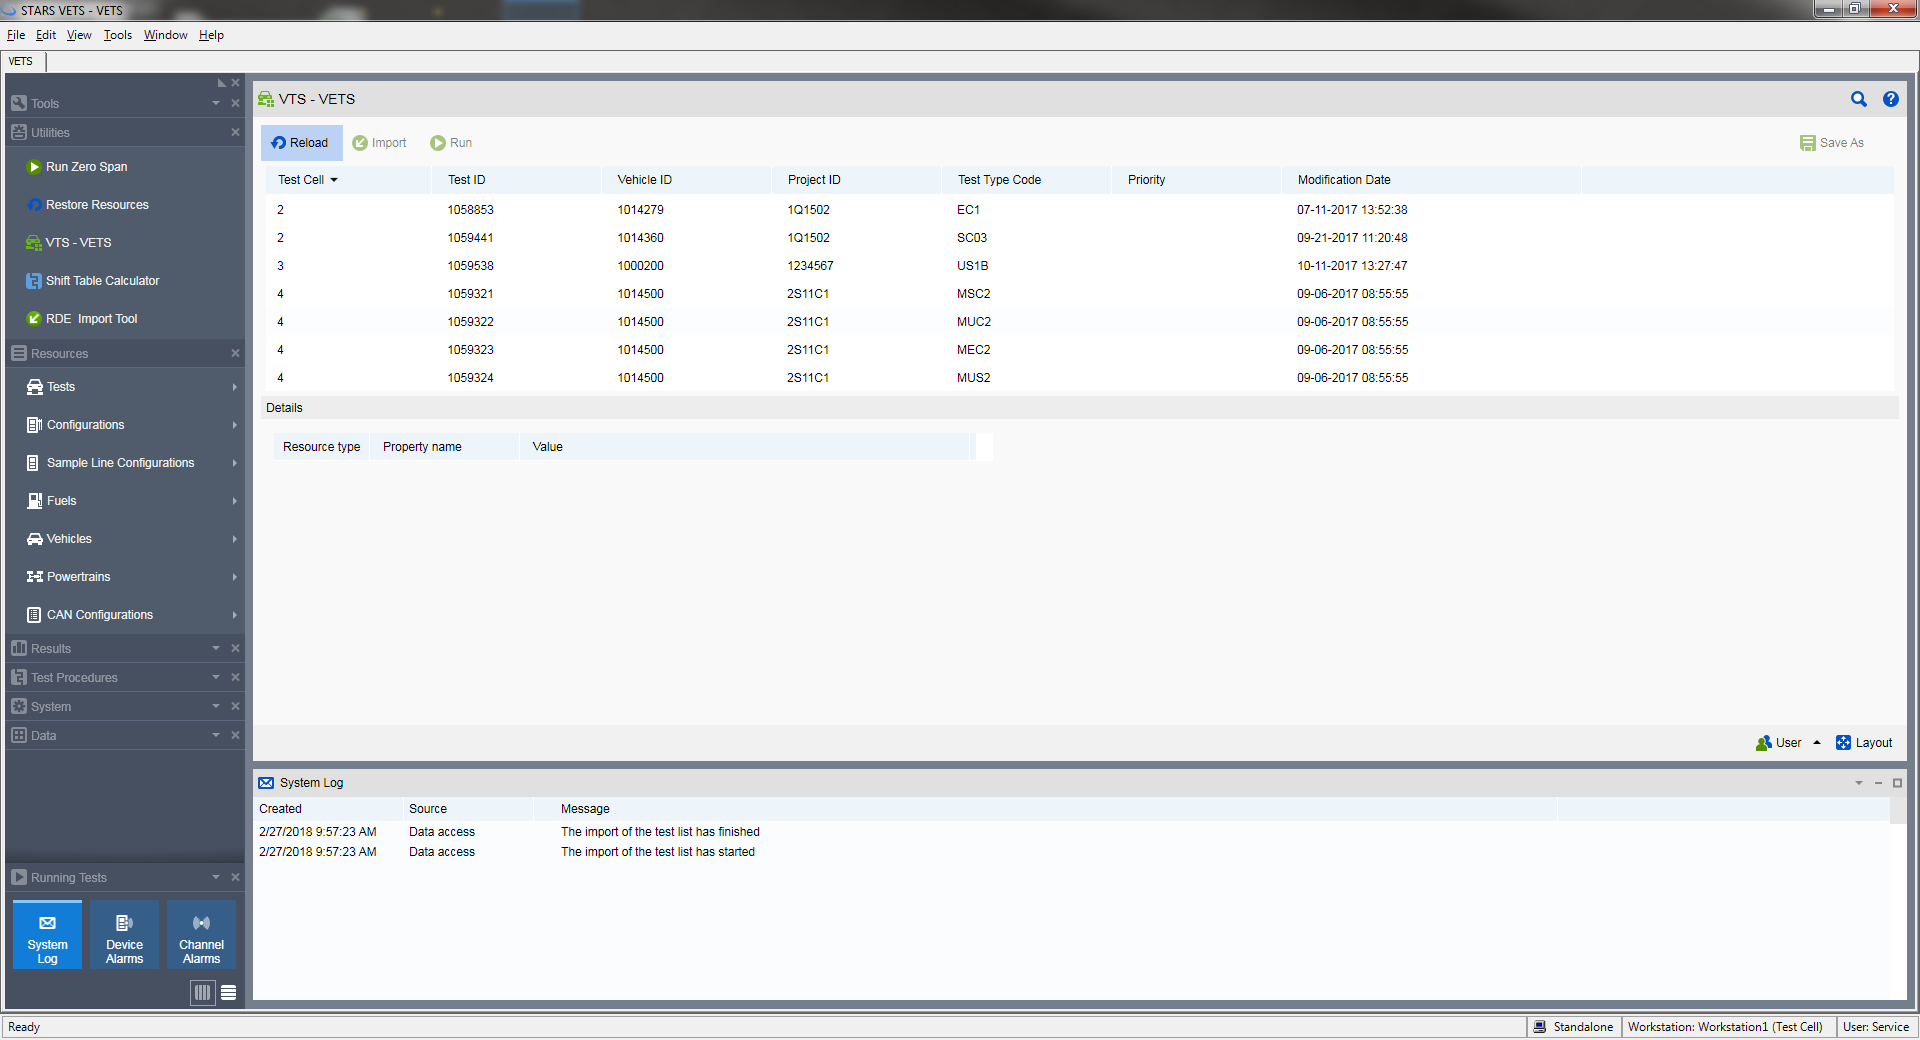 STARS VETS - VETS
File Edit View Tools Window Help
VETS
Tools
Utilities
Run Zero Span
Restore Resources
VTS - VETS
Shift Table Calculator
RDE Import Tool
Resources
Tests
Configurations
Sample Line Configurations
Fuels
Vehicles
Powertrains
CAN Configurations
Results
Test Procedures
System
Data
Running Tests
System Log
Device Alarms
Channel Alarms
VTS - VETS
Reload Import Run Save As
Test Cell Test ID Vehicle ID Project ID Test Type Code Priority Modification Date
2 1058853 1014279 1Q1502 EC1 07-11-2017 13:52:38
2 1059441 1014360 1Q1502 SC03 09-21-2017 11:20:48
3 1059538 1000200 1234567 US1B 10-11-2017 13:27:47
4 1059321 1014500 2S11C1 MSC2 09-06-2017 08:55:55
4 1059322 1014500 2S11C1 MUC2 09-06-2017 08:55:55
4 1059323 1014500 2S11C1 MEC2 09-06-2017 08:55:55
4 1059324 1014500 2S11C1 MUS2 09-06-2017 08:55:55
Details
Resource type Property name Value
User Layout
System Log
Created Source Message
2/27/2018 9:57:23 AM Data access The import of the test list has finished
2/27/2018 9:57:23 AM Data access The import of the test list has started
Ready Standalone Workstation: Workstation1 (Test Cell) User: Service